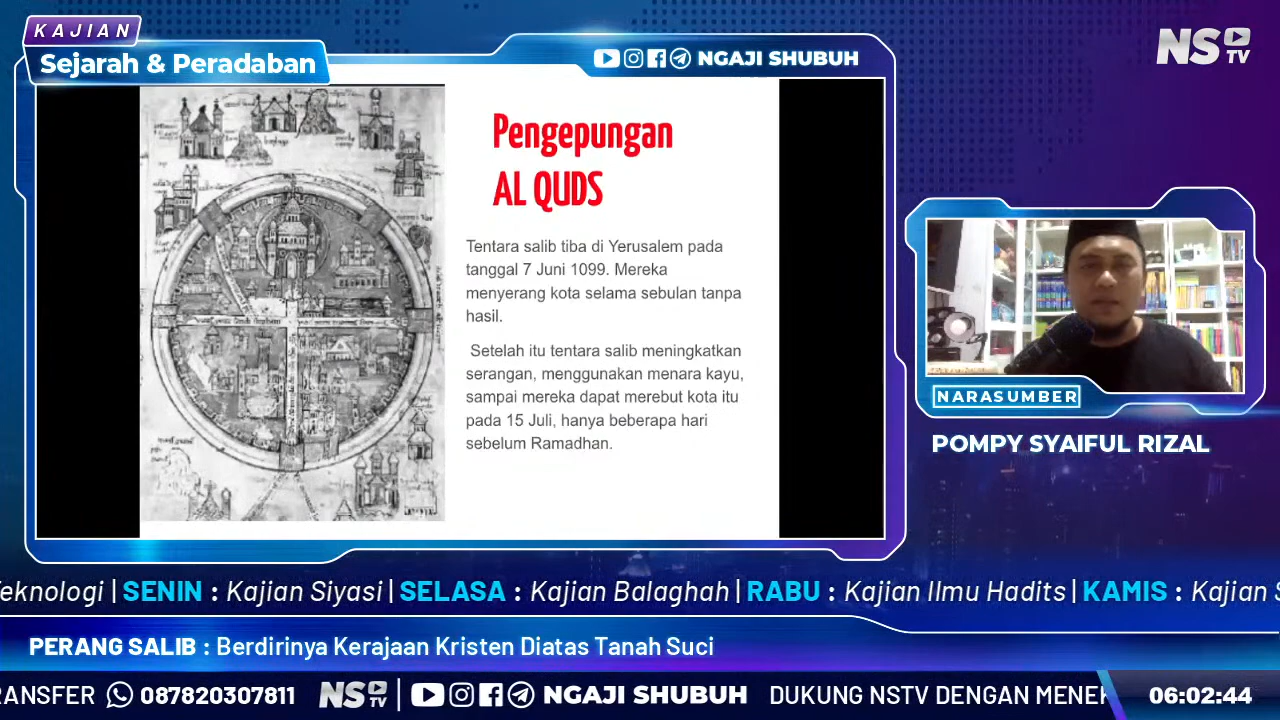 KAJIAN
Sejarah & Peradaban
NGAJI SHUBUH
NS TV
Pengepungan
AL QUDS
Tentara salib tiba di Yerusalem pada
tanggal 7 Juni 1099. Mereka
menyerang kota selama sebulan tanpa
hasil.
Setelah itu tentara salib meningkatkan
serangan, menggunakan menara kayu,
sampai mereka dapat merebut kota itu
pada 15 Juli, hanya beberapa hari
sebelum Ramadhan.
NARASUMBER
POMPY SYAIFUL RIZAL
eknologi | SENIN : Kajian Siyasi | SELASA : Kajian Balaghah | RABU : Kajian Ilmu Hadits | KAMIS : Kajian S
PERANG SALIB : Berdirinya Kerajaan Kristen Diatas Tanah Suci
RANSFER 087820307811 NS TV | NGAJI SHUBUH DUKUNG NSTV DENGAN MENEK 06:02:44